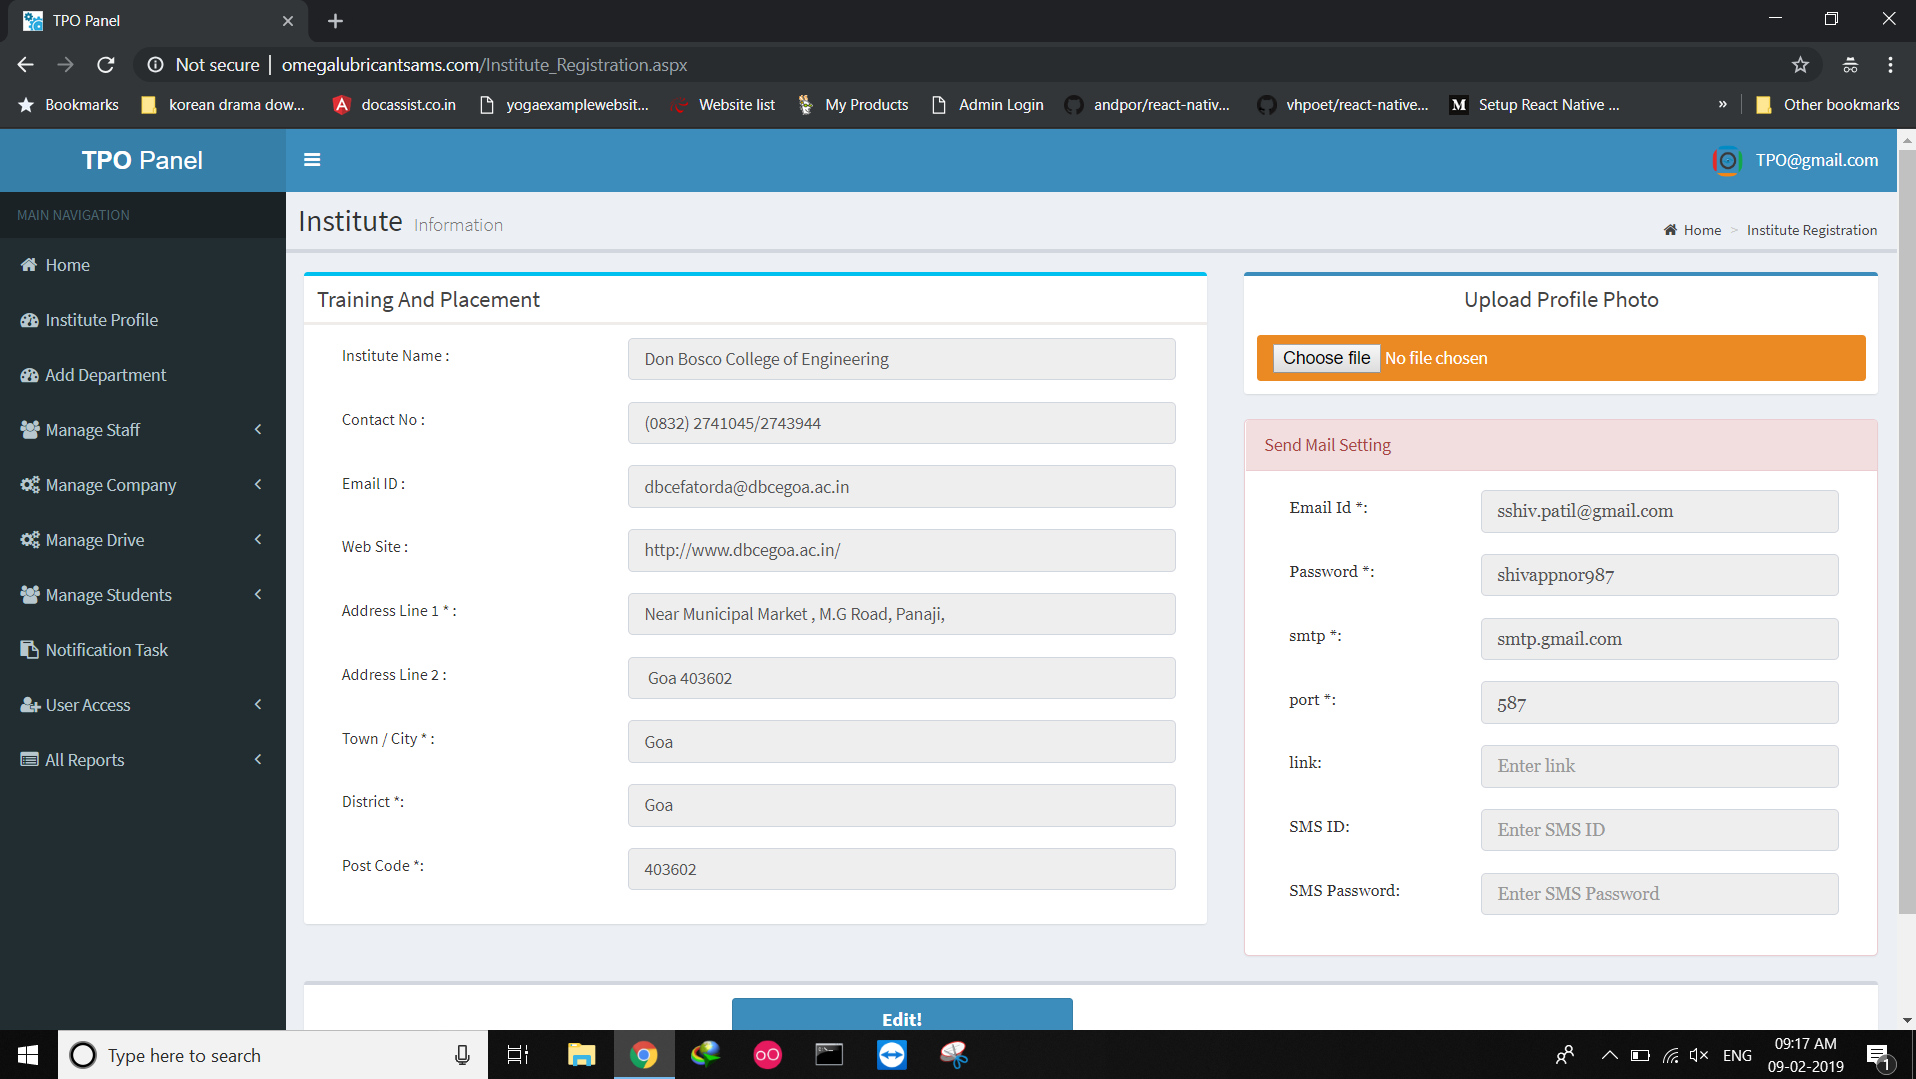 TPO Panel
Not secure | omegalubricantsams.com/Institute_Registration.aspx
Bookmarks korean drama dow... docassist.co.in yogaexamplewebsit... Website list My Products Admin Login andpor/react-nativ... vhpoet/react-native... M Setup React Native ... » Other bookmarks
TPO Panel
TPO@gmail.com
MAIN NAVIGATION
Home
Institute Profile
Add Department
Manage Staff
Manage Company
Manage Drive
Manage Students
Notification Task
User Access
All Reports
Institute Information
Home > Institute Registration
Training And Placement
Institute Name : Don Bosco College of Engineering
Contact No : (0832) 2741045/2743944
Email ID : dbcefatorda@dbcegoa.ac.in
Web Site : http://www.dbcegoa.ac.in/
Address Line 1 * : Near Municipal Market , M.G Road, Panaji,
Address Line 2 : Goa 403602
Town / City * : Goa
District *: Goa
Post Code *: 403602
Upload Profile Photo
Choose file No file chosen
Send Mail Setting
Email Id *: sshiv.patil@gmail.com
Password *: shivappnor987
smtp *: smtp.gmail.com
port *: 587
link: Enter link
SMS ID: Enter SMS ID
SMS Password: Enter SMS Password
Edit!
Type here to search
ENG
09:17 AM
09-02-2019
1